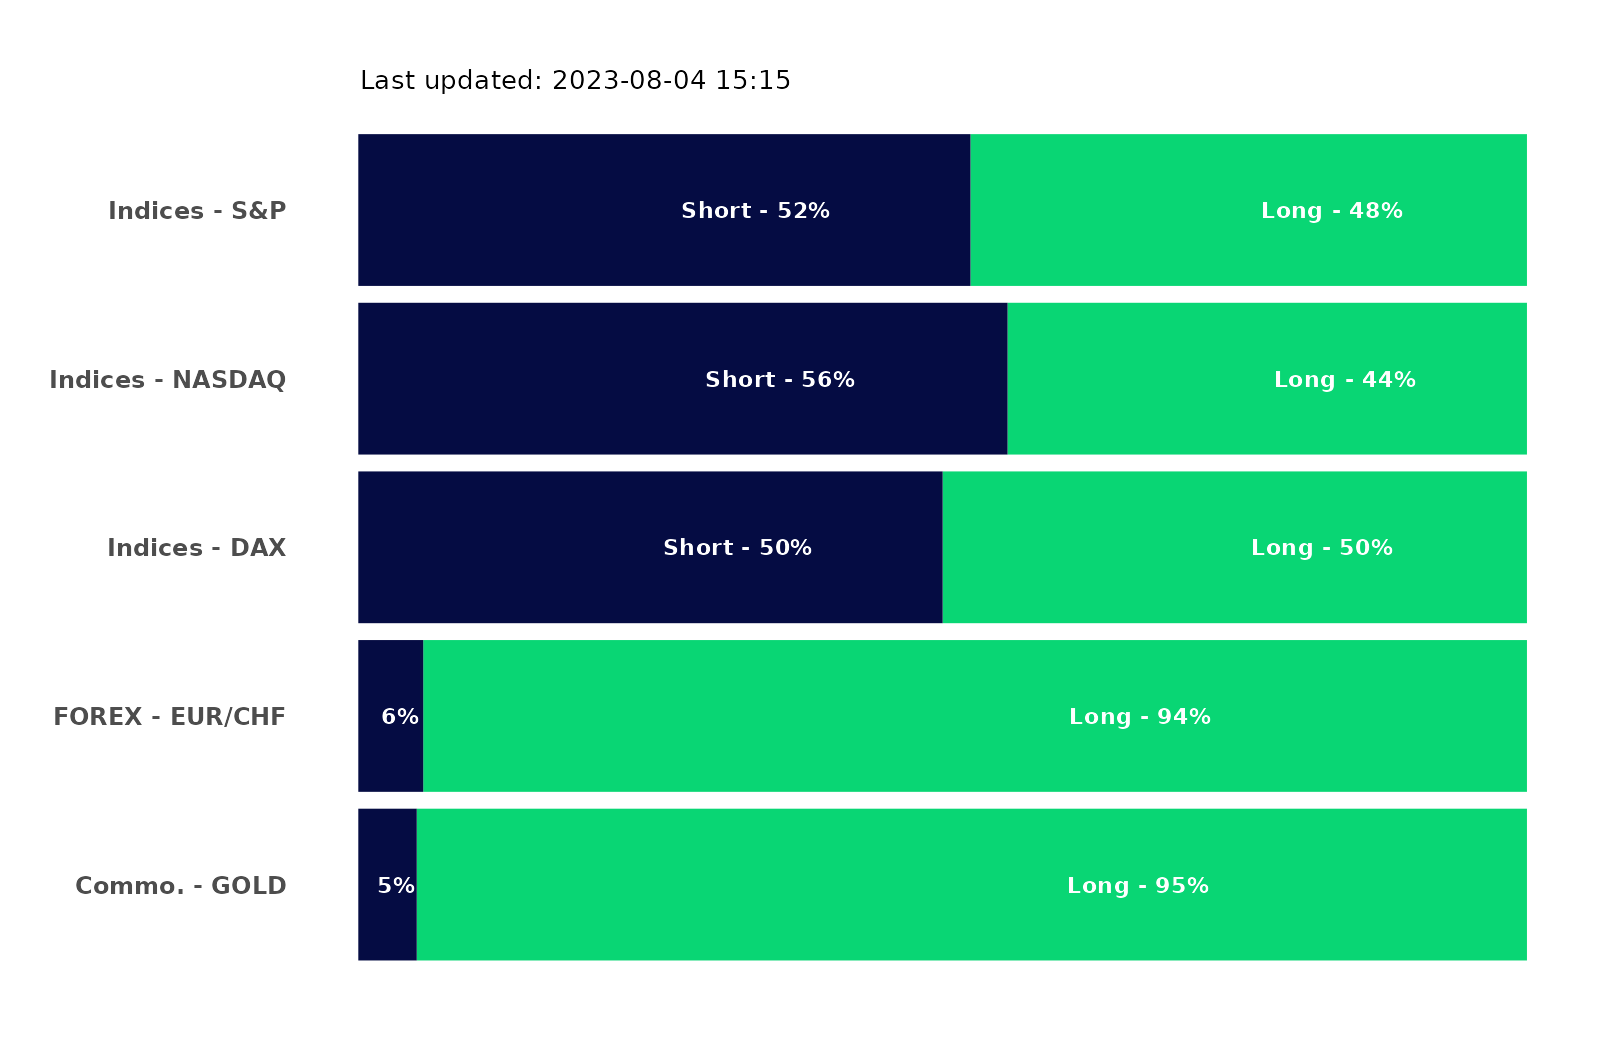 Last updated: 2023-08-04 15:15
Indices - S&P Short - 52% Long - 48%
Indices - NASDAQ Short - 56% Long - 44%
Indices - DAX Short - 50% Long - 50%
FOREX - EUR/CHF 6% Long - 94%
Commo. - GOLD 5% Long - 95%